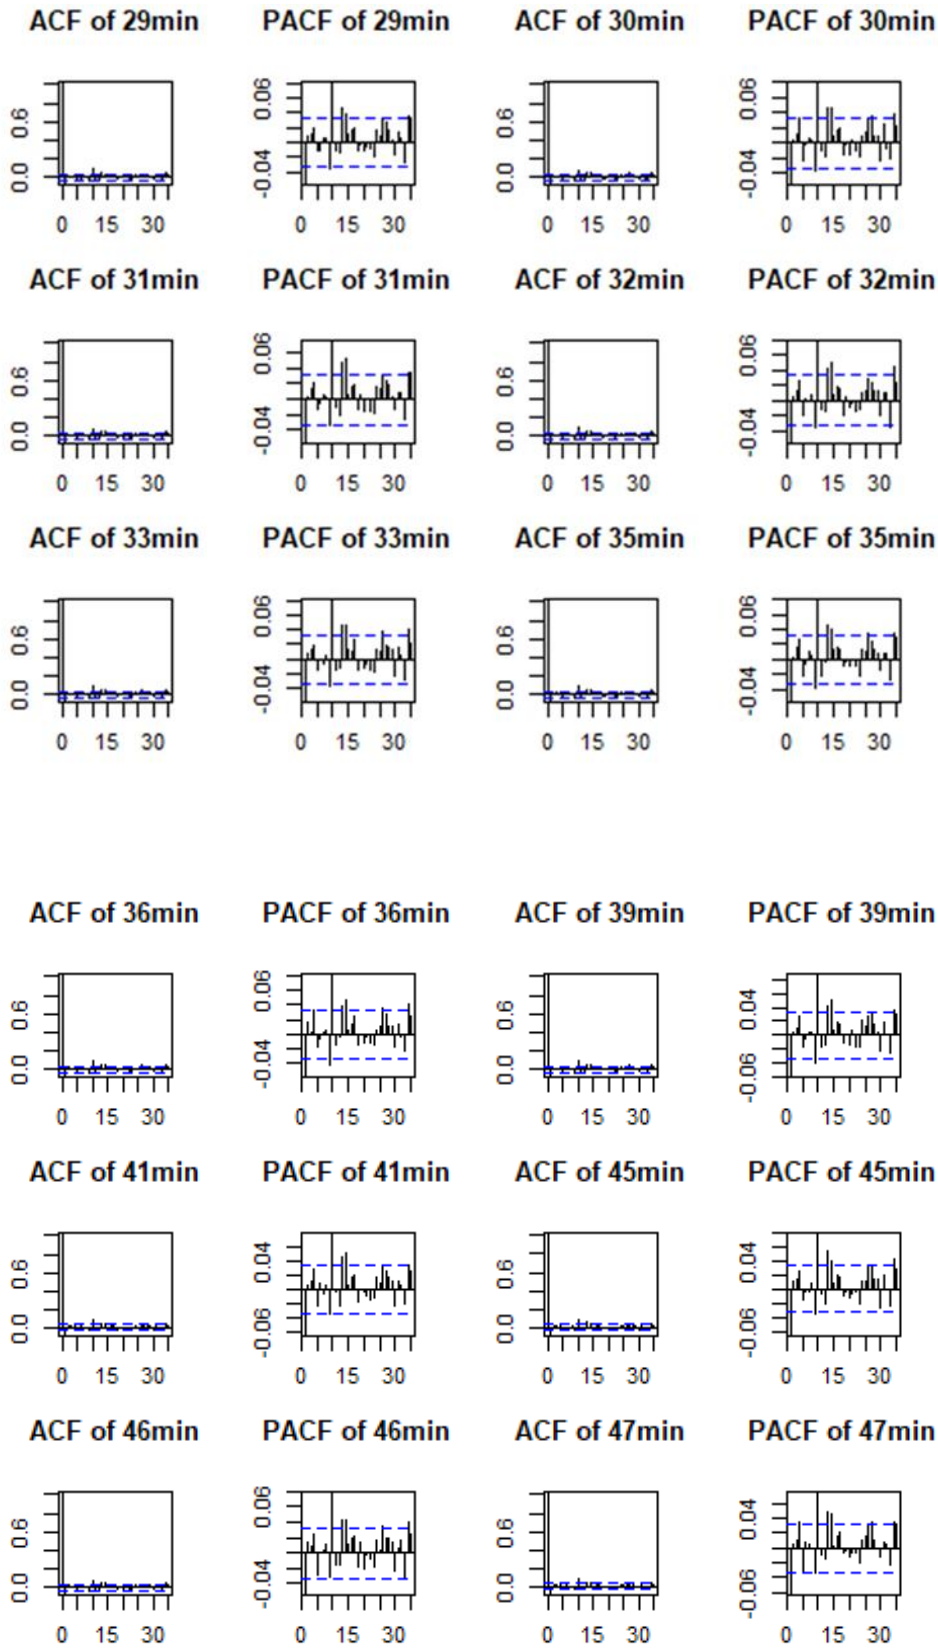 ACF of 29min PACF of 29min ACF of 30min PACF of 30min
0.0 0.6 -0.04 0.06 0.0 0.6 -0.04 0.06
0 15 30 0 15 30 0 15 30 0 15 30
ACF of 31min PACF of 31min ACF of 32min PACF of 32min
0.0 0.6 -0.04 0.06 0.0 0.6 -0.04 0.06
0 15 30 0 15 30 0 15 30 0 15 30
ACF of 33min PACF of 33min ACF of 35min PACF of 35min
0.0 0.6 -0.04 0.06 0.0 0.6 -0.04 0.06
0 15 30 0 15 30 0 15 30 0 15 30
ACF of 36min PACF of 36min ACF of 39min PACF of 39min
0.0 0.6 -0.04 0.06 0.0 0.6 -0.06 0.04
0 15 30 0 15 30 0 15 30 0 15 30
ACF of 41min PACF of 41min ACF of 45min PACF of 45min
0.0 0.6 -0.06 0.04 0.0 0.6 -0.06 0.04
0 15 30 0 15 30 0 15 30 0 15 30
ACF of 46min PACF of 46min ACF of 47min PACF of 47min
0.0 0.6 -0.04 0.06 0.0 0.6 -0.06 0.04
0 15 30 0 15 30 0 15 30 0 15 30